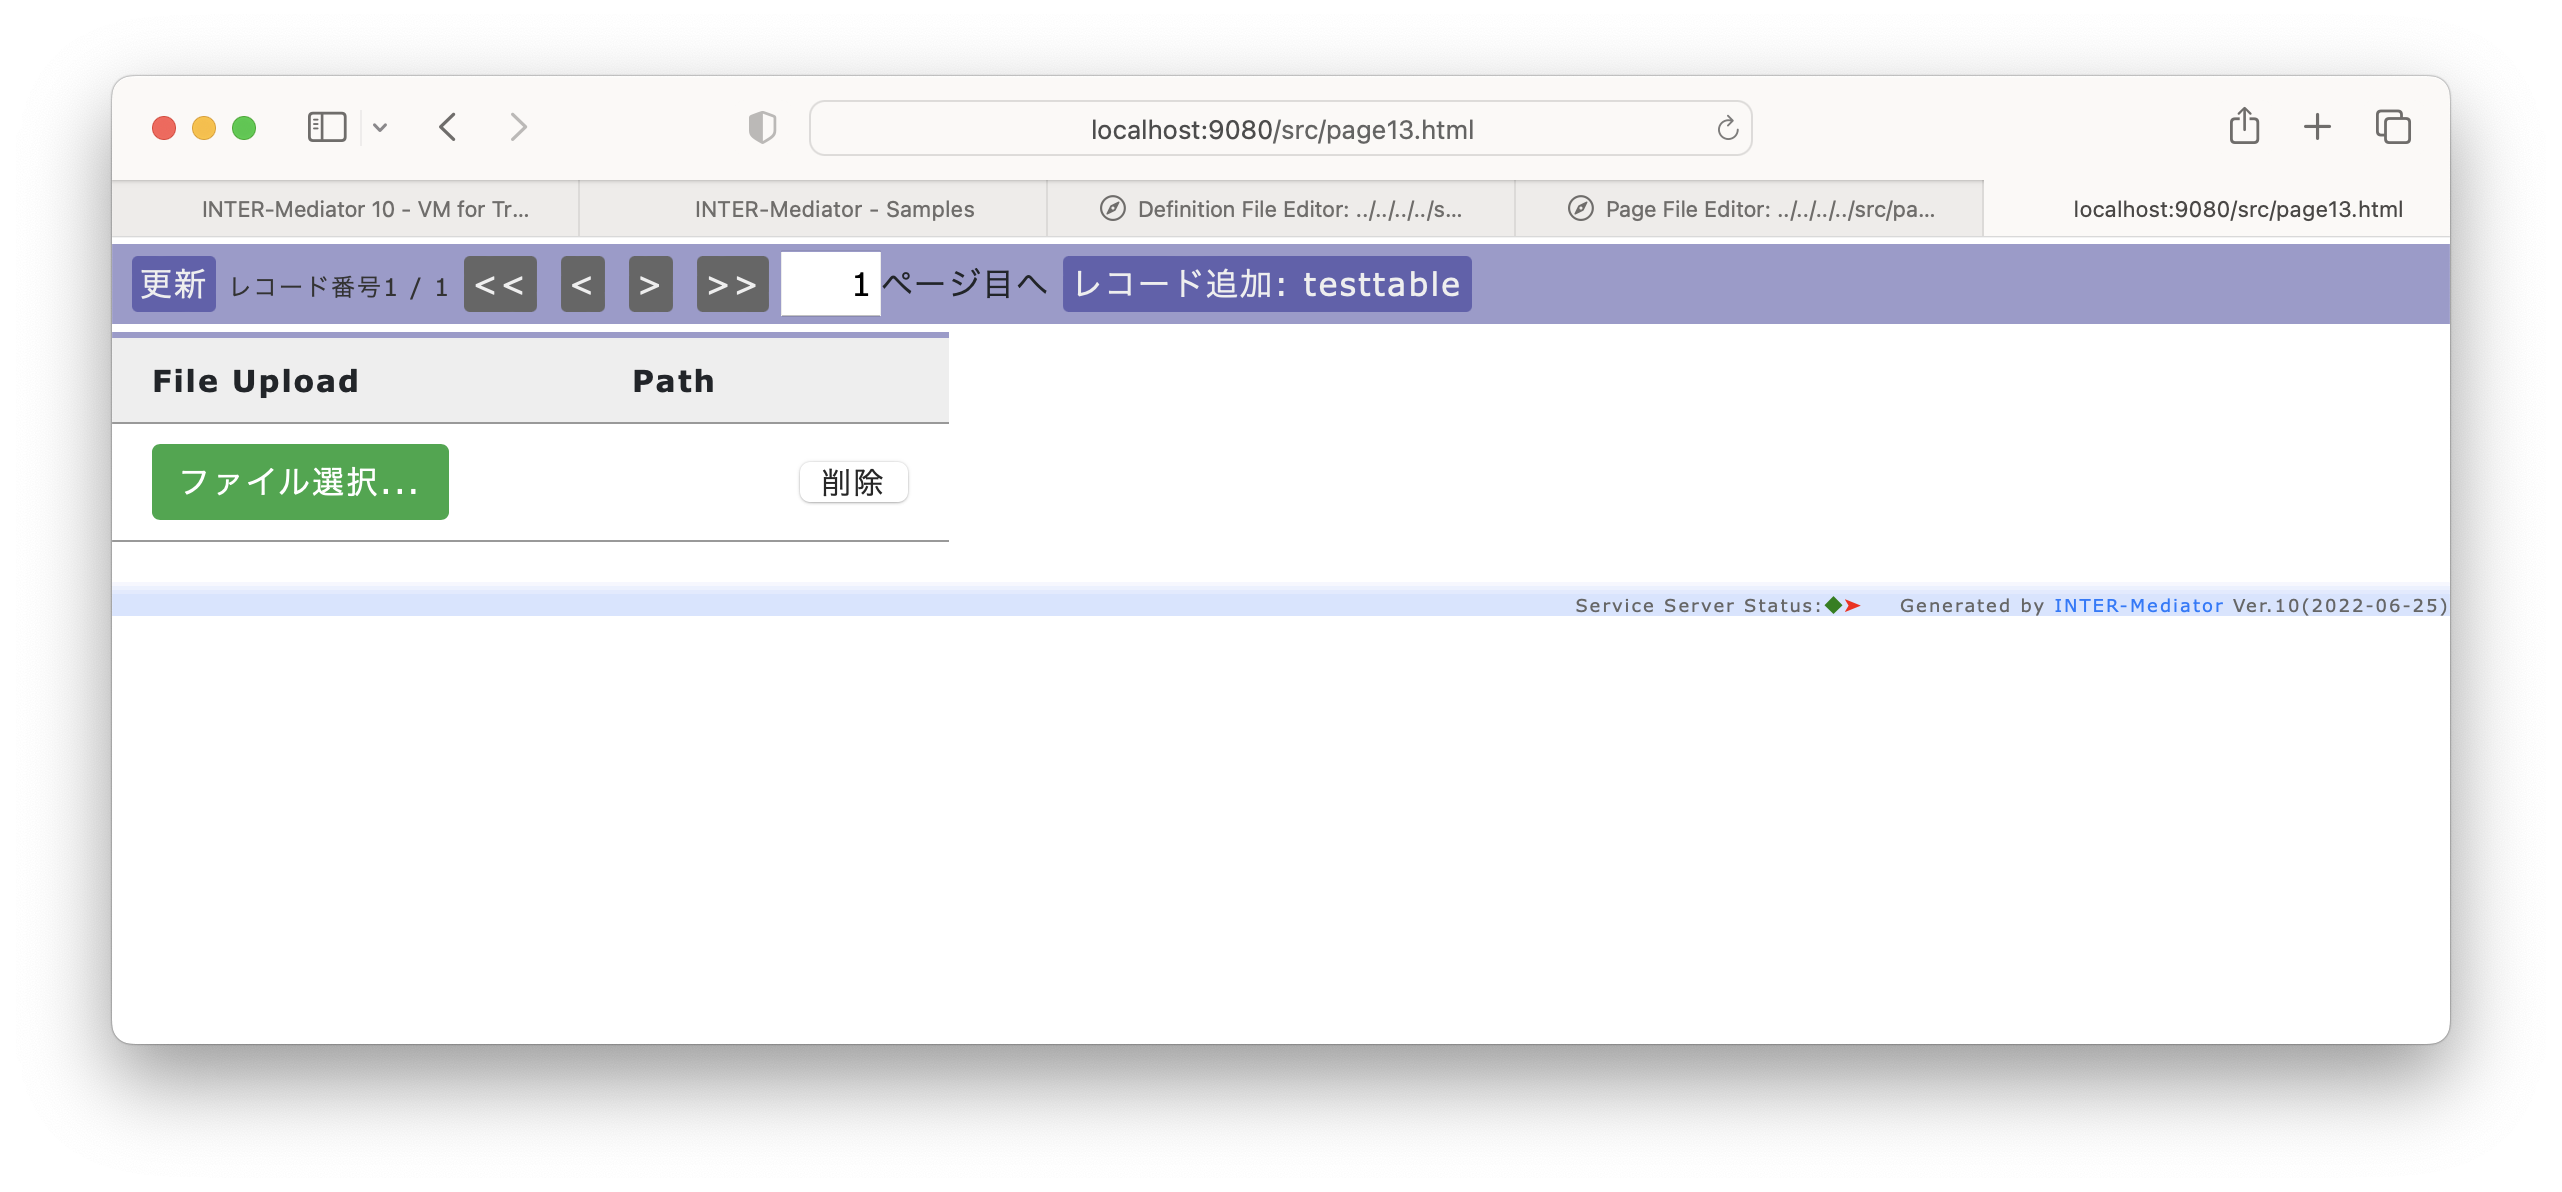 localhost:9080/src/page13.html
INTER-Mediator 10 - VM for Tr...
INTER-Mediator - Samples
Definition File Editor: ../../../../s...
Page File Editor: ../../../../src/pa...
localhost:9080/src/page13.html
更新 レコード番号1 / 1 << < > >> 1 ページ目へ レコード追加: testtable
File Upload Path
ファイル選択... 削除
Service Server Status:◆➤ Generated by INTER-Mediator Ver.10(2022-06-25)